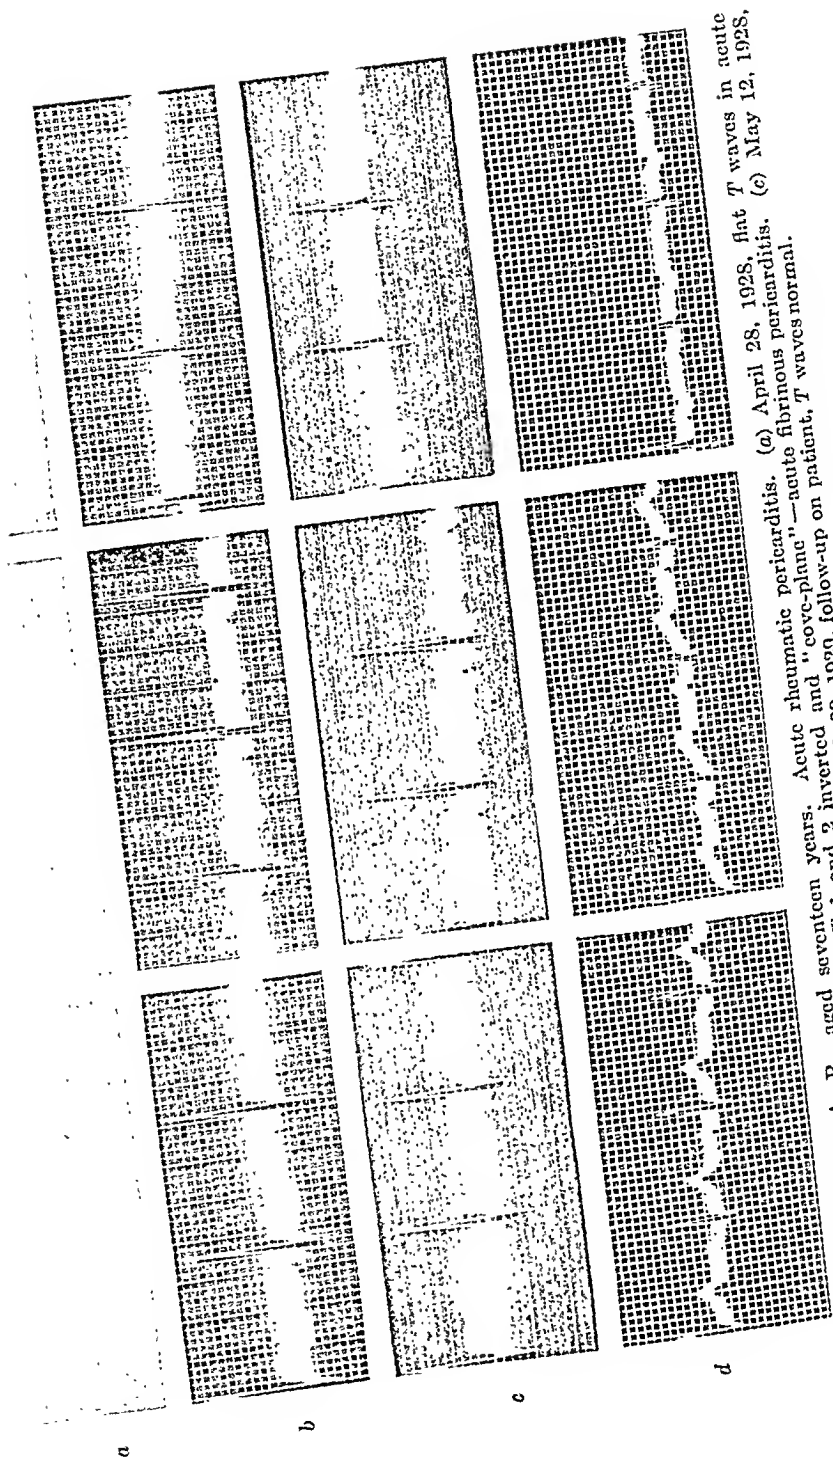 a
b
c
d
aged seventeen years. Acute rheumatic pericarditis. (a) April 28, 1928, flat T waves in acute
and 2 inverted and "cove-plane"—acute fibrinous pericarditis. (c) May 12, 1928,
follow-up on patient, T waves normal.